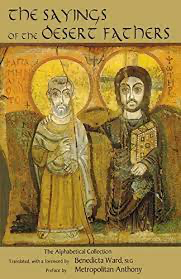 THE SAYINGS
OF THE DESERT FATHERS
The Alphabetical Collection
Translated, with a foreword by Benedicta Ward, SLG
Preface by Metropolitan Anthony